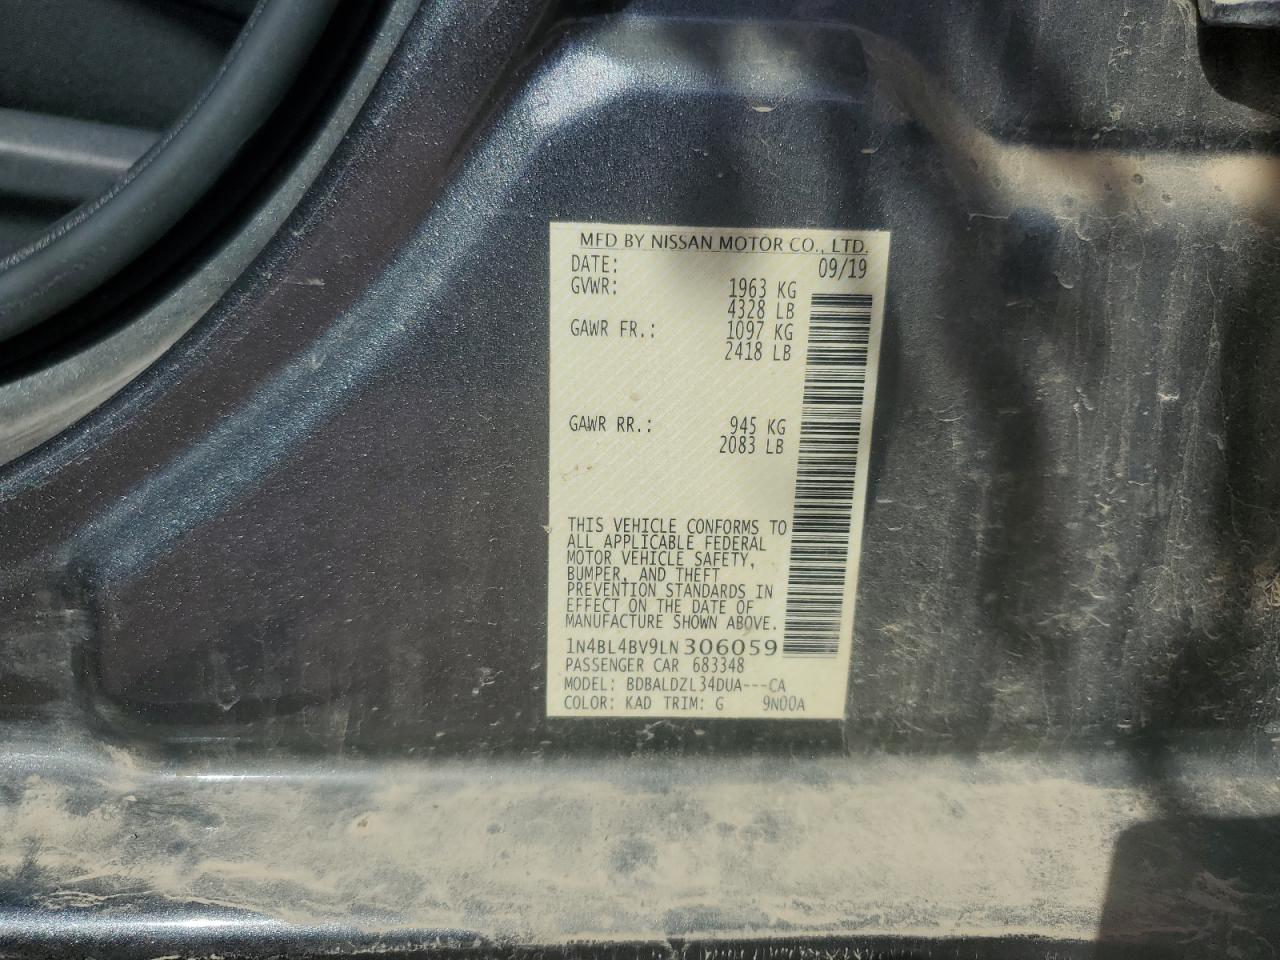 MFD BY NISSAN MOTOR CO., LTD.
DATE: 09/19
GVWR: 1963 KG
4328 LB
GAWR FR.: 1097 KG
2418 LB
GAWR RR.: 945 KG
2083 LB
THIS VEHICLE CONFORMS TO
ALL APPLICABLE FEDERAL
MOTOR VEHICLE SAFETY,
BUMPER, AND THEFT
PREVENTION STANDARDS IN
EFFECT ON THE DATE OF
MANUFACTURE SHOWN ABOVE.
1N4BL4BV9LN306059
PASSENGER CAR 683348
MODEL: BDBALDZL34DUA---CA
COLOR: KAD TRIM: G 9N00A